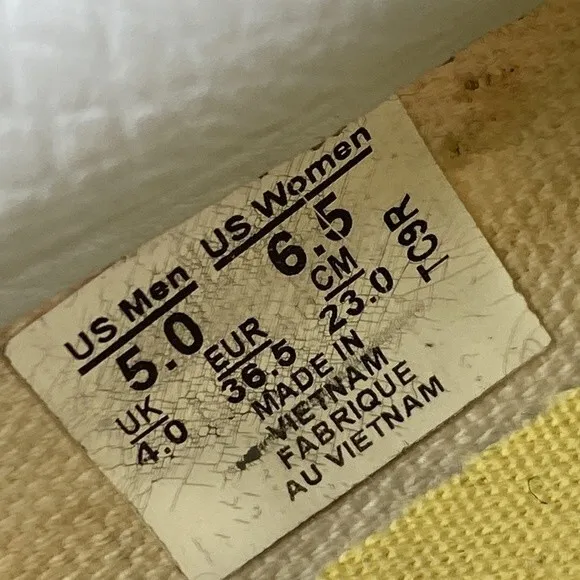 US Men US Women
5.0 6.5
UK EUR CM
4.0 36.5 23.0
MADE IN
VIETNAM
FABRIQUE
AU VIETNAM
TC9R